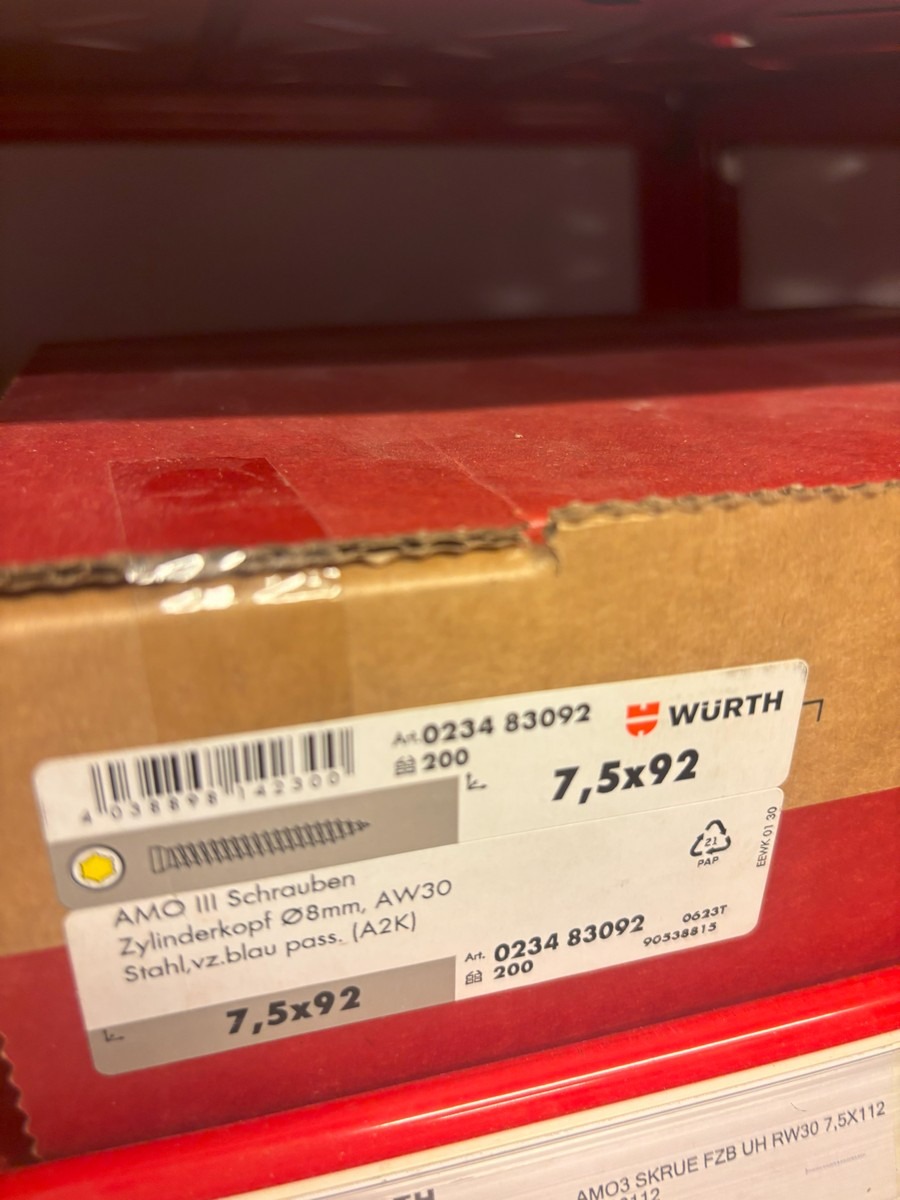 Art. 0234 83092
WÜRTH
200
7,5x92
4 038898 142300
21
PAP
EEWK 01 30
AMO III Schrauben
Zylinderkopf Ø8mm, AW30
Stahl,vz.blau pass. (A2K)
Art. 0234 83092
200
0623T
90538815
7,5x92
AMO3 SKRUE FZB UH RW30 7,5X112